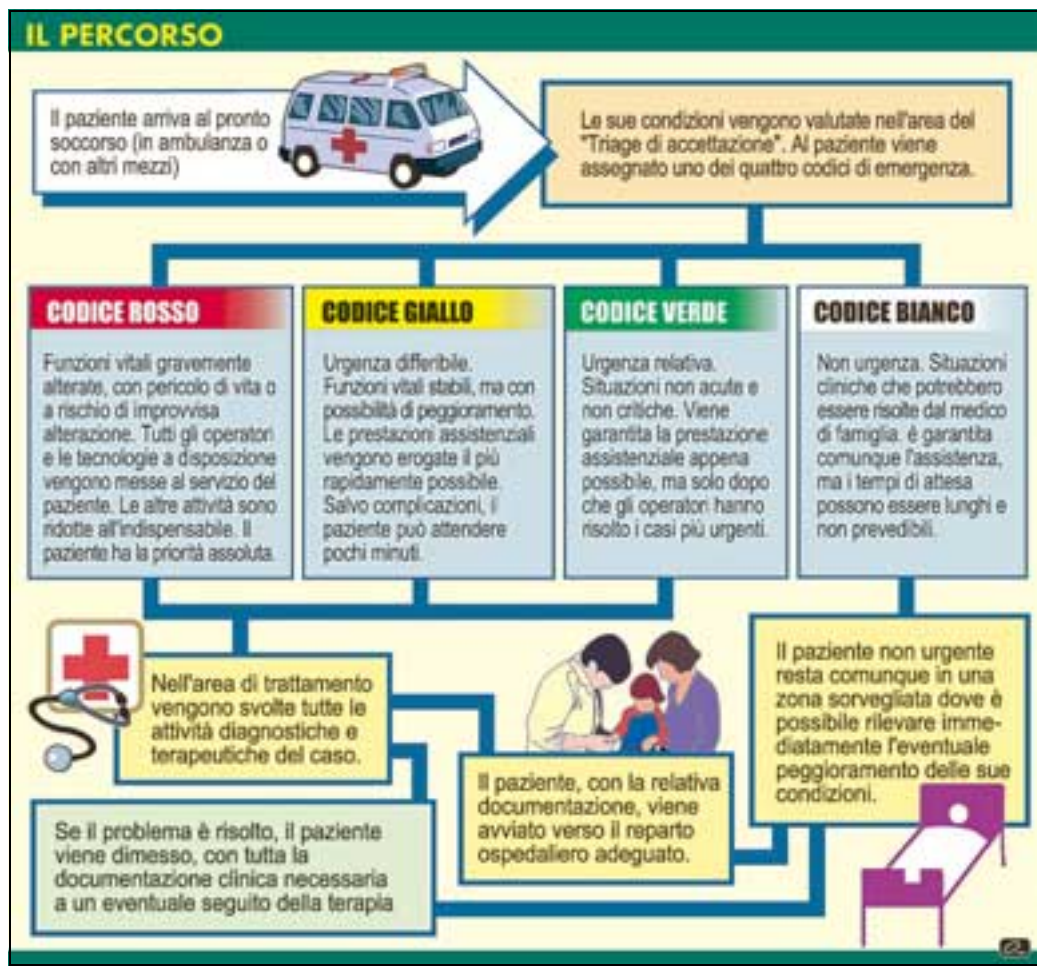 IL PERCORSO
Il paziente arriva al pronto
soccorso (in ambulanza o
con altri mezzi)
Le sue condizioni vengono valutate nell'area del
"Triage di accettazione". Al paziente viene
assegnato uno dei quattro codici di emergenza.
CODICE ROSSO
Funzioni vitali gravemente
alterate, con pericolo di vita o
a rischio di improvvisa
alterazione. Tutti gli operatori
e le tecnologie a disposizione
vengono messe al servizio del
paziente. Le altre attività sono
ridotte all'indispensabile. Il
paziente ha la priorità assoluta.
CODICE GIALLO
Urgenza differibile.
Funzioni vitali stabili, ma con
possibilità di peggioramento.
Le prestazioni assistenziali
vengono erogate il più
rapidamente possibile.
Salvo complicazioni, il
paziente può attendere
pochi minuti.
CODICE VERDE
Urgenza relativa.
Situazioni non acute e
non critiche. Viene
garantita la prestazione
assistenziale appena
possibile, ma solo dopo
che gli operatori hanno
risolto i casi più urgenti.
CODICE BIANCO
Non urgenza. Situazioni
cliniche che potrebbero
essere risolte dal medico
di famiglia. é garantita
comunque l'assistenza,
ma i tempi di attesa
possono essere lunghi e
non prevedibili.
Nell'area di trattamento
vengono svolte tutte le
attività diagnostiche e
terapeutiche del caso.
Il paziente, con la relativa
documentazione, viene
avviato verso il reparto
ospedaliero adeguato.
Il paziente non urgente
resta comunque in una
zona sorvegliata dove è
possibile rilevare imme-
diatamente l'eventuale
peggioramento delle sue
condizioni.
Se il problema è risolto, il paziente
viene dimesso, con tutta la
documentazione clinica necessaria
a un eventuale seguito della terapia